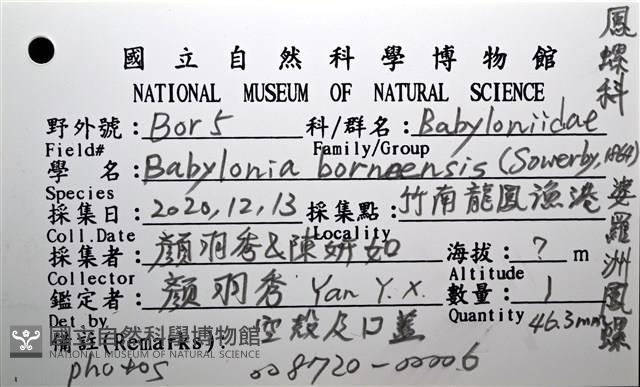 國立自然科學博物館
NATIONAL MUSEUM OF NATURAL SCIENCE
野外號: Bor 5 科/群名: Babyloniidae
Field# Family/Group
學 名: Babylonia borneensis (Sowerby, 1864)
Species
採集日: 2020,12,13 採集點: 竹南龍鳳漁港
Coll.Date Locality
採集者: 顏羽秀&陳妍如 海拔: ? m
Collector Altitude
鑑定者: 顏羽秀 Yan Y.X. 數量: 1
Det.by Quantity 46.3mm
備註(Remarks): 空殼及口蓋
photos 008720-00006
鳳螺科 婆羅洲鳳螺
國立自然科學博物館
NATIONAL MUSEUM OF NATURAL SCIENCE